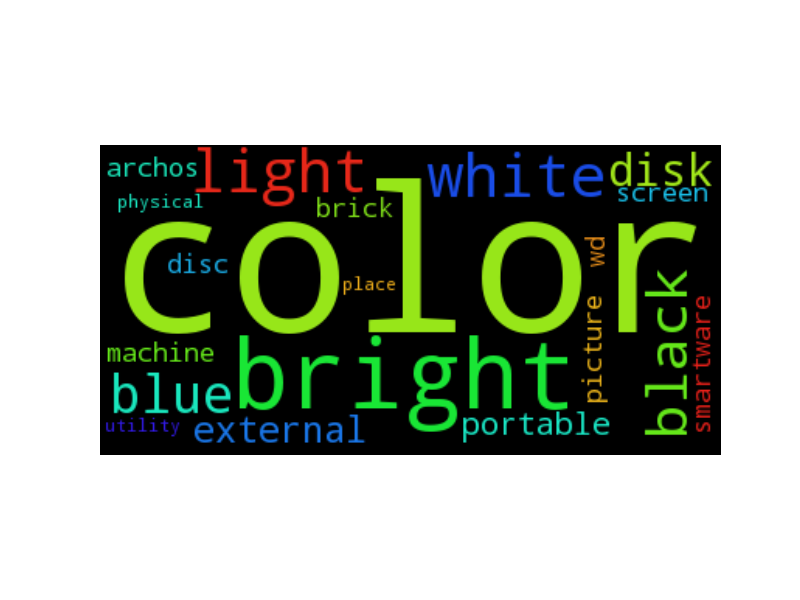 archos
light
white
disk
physical
brick
screen
color
disc
place
wd
machine
bright
picture
black
smartware
blue
utility
external
portable